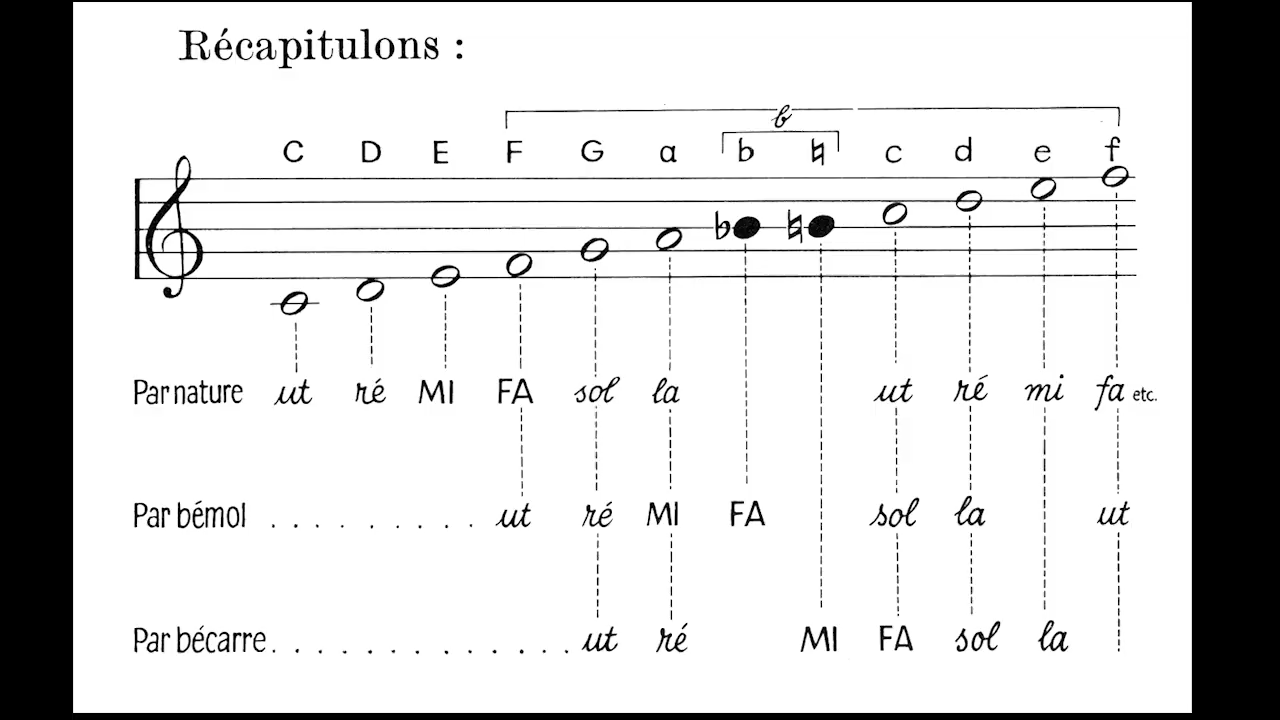 Récapitulons :
b
C D E F G a b ♮ c d e f
♭ ♮
Par nature ut ré MI FA sol la ut ré mi fa etc.
Par bémol . . . . . . . . . ut ré MI FA sol la ut
Par bécarre . . . . . . . . . . . . . . ut ré MI FA sol la